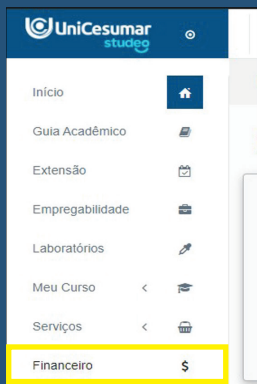 UniCesumar
studeo
Início
Guia Acadêmico
Extensão
Empregabilidade
Laboratórios
Meu Curso
Serviços
Financeiro